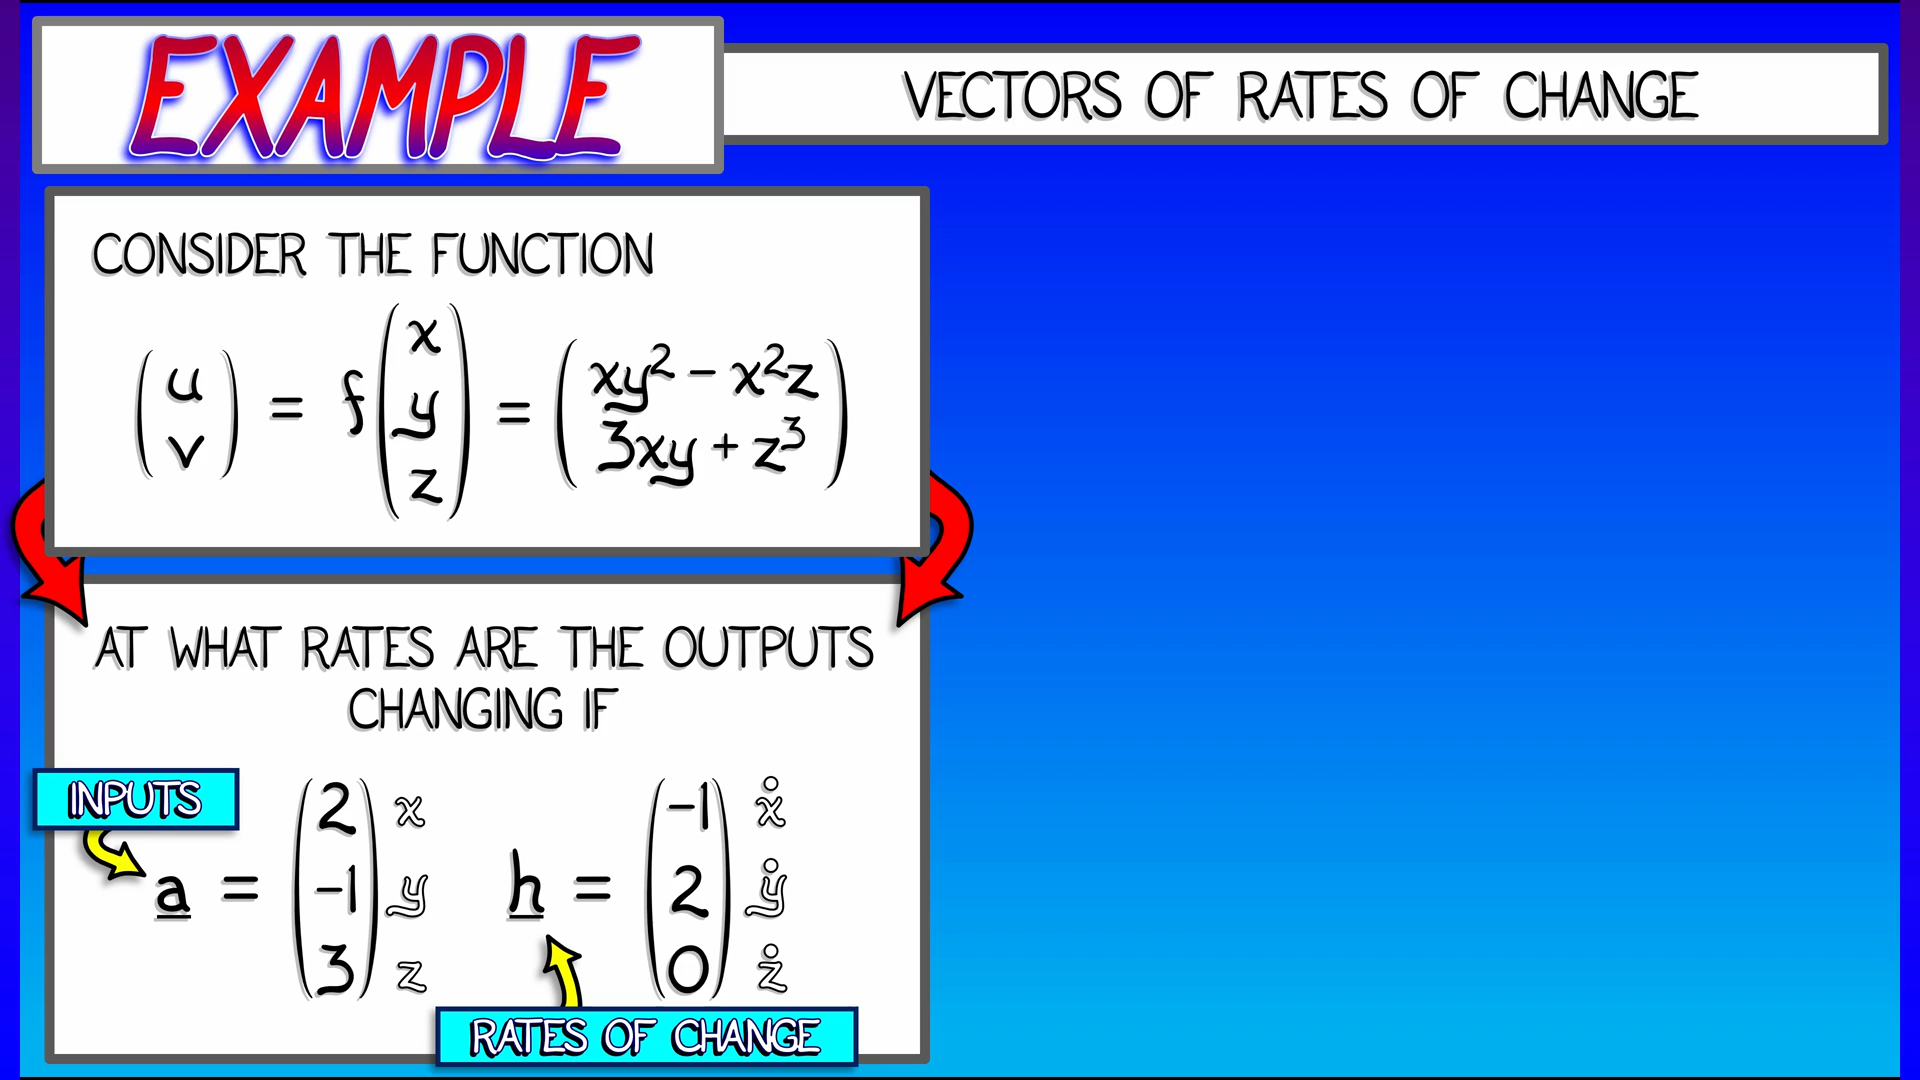 EXAMPLE
VECTORS OF RATES OF CHANGE
CONSIDER THE FUNCTION
(u v) = f(x y z) = (xy² − x²z 3xy + z³)
AT WHAT RATES ARE THE OUTPUTS
CHANGING IF
INPUTS
a = (2 −1 3) x y z h = (−1 2 0) ẋ ẏ ż
RATES OF CHANGE